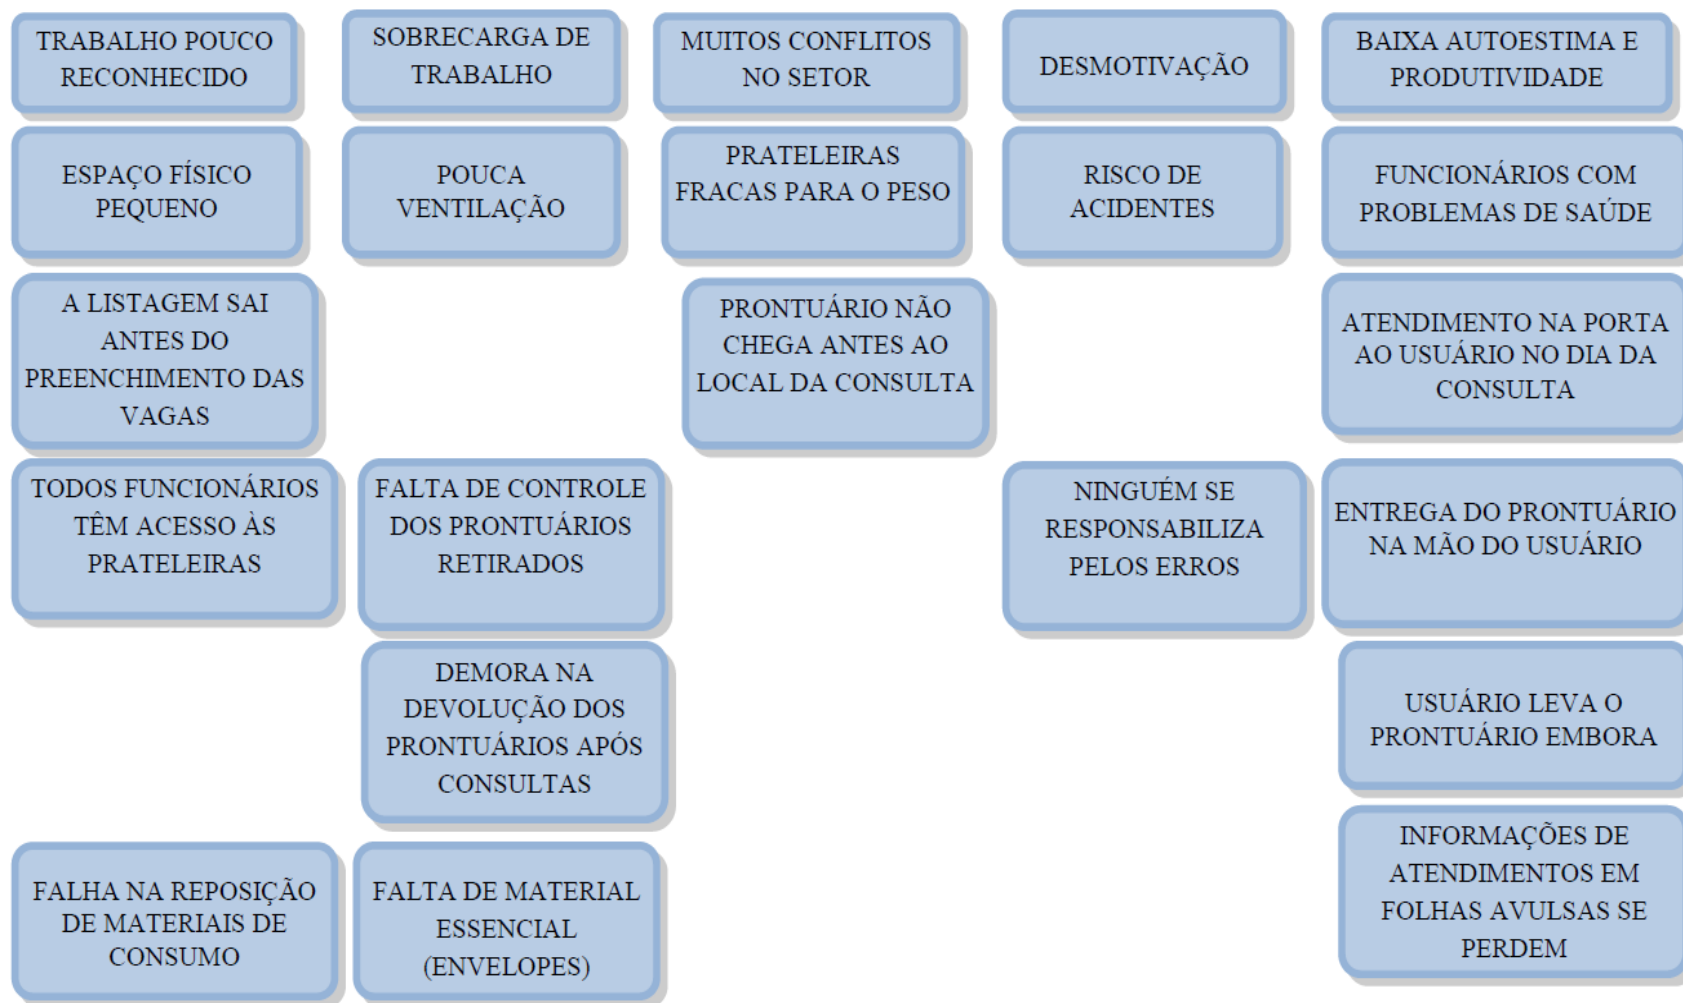 TRABALHO POUCO
RECONHECIDO
SOBRECARGA DE
TRABALHO
MUITOS CONFLITOS
NO SETOR
DESMOTIVAÇÃO
BAIXA AUTOESTIMA E
PRODUTIVIDADE
ESPAÇO FÍSICO
PEQUENO
POUCA
VENTILAÇÃO
PRATELEIRAS
FRACAS PARA O PESO
RISCO DE
ACIDENTES
FUNCIONÁRIOS COM
PROBLEMAS DE SAÚDE
A LISTAGEM SAI
ANTES DO
PREENCHIMENTO DAS
VAGAS
PRONTUÁRIO NÃO
CHEGA ANTES AO
LOCAL DA CONSULTA
ATENDIMENTO NA PORTA
AO USUÁRIO NO DIA DA
CONSULTA
TODOS FUNCIONÁRIOS
TÊM ACESSO ÀS
PRATELEIRAS
FALTA DE CONTROLE
DOS PRONTUÁRIOS
RETIRADOS
NINGUÉM SE
RESPONSABILIZA
PELOS ERROS
ENTREGA DO PRONTUÁRIO
NA MÃO DO USUÁRIO
DEMORA NA
DEVOLUÇÃO DOS
PRONTUÁRIOS APÓS
CONSULTAS
USUÁRIO LEVA O
PRONTUÁRIO EMBORA
FALHA NA REPOSIÇÃO
DE MATERIAIS DE
CONSUMO
FALTA DE MATERIAL
ESSENCIAL
(ENVELOPES)
INFORMAÇÕES DE
ATENDIMENTOS EM
FOLHAS AVULSAS SE
PERDEM